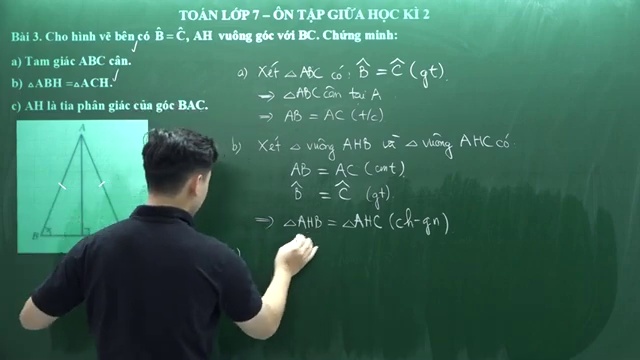 TOÁN LỚP 7 – ÔN TẬP GIỮA HỌC KÌ 2
Bài 3. Cho hình vẽ bên có B̂ = Ĉ, AH vuông góc với BC. Chứng minh:
a) Tam giác ABC cân.
b) △ABH =△ACH.
c) AH là tia phân giác của góc BAC.
A
B
a) Xét △ABC có: B̂ = Ĉ (gt).
⇒ △ABC cân tại A
⇒ AB = AC (t/c)
b) Xét △ vuông AHB và △ vuông AHC có
AB = AC (cmt)
B̂ = Ĉ (gt).
⇒ △AHB = △AHC (ch-gn)